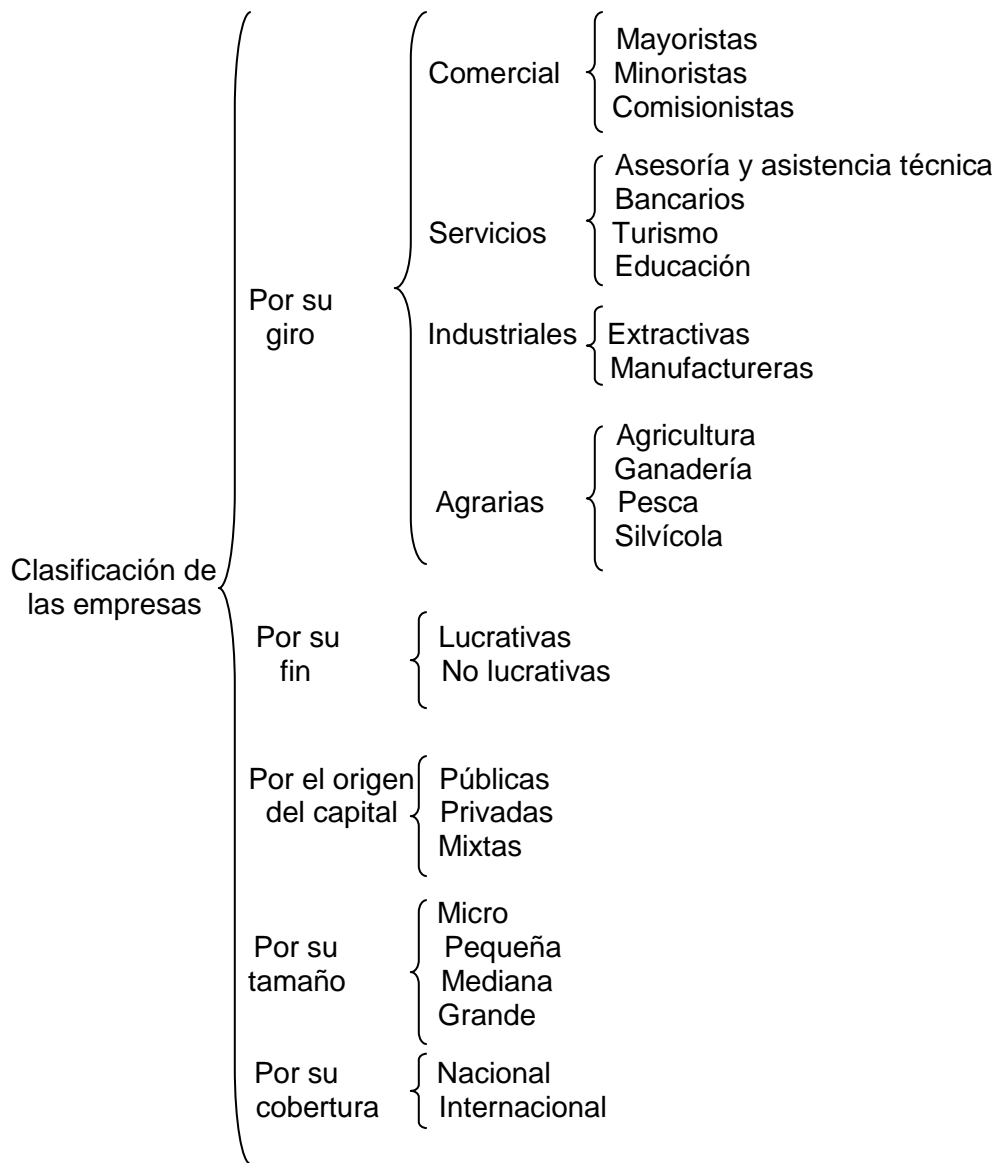 Clasificación de
las empresas
Por su
giro
Comercial
Mayoristas
Minoristas
Comisionistas
Servicios
Asesoría y asistencia técnica
Bancarios
Turismo
Educación
Industriales
Extractivas
Manufactureras
Agrarias
Agricultura
Ganadería
Pesca
Silvícola
Por su
fin
Lucrativas
No lucrativas
Por el origen
del capital
Públicas
Privadas
Mixtas
Por su
tamaño
Micro
Pequeña
Mediana
Grande
Por su
cobertura
Nacional
Internacional